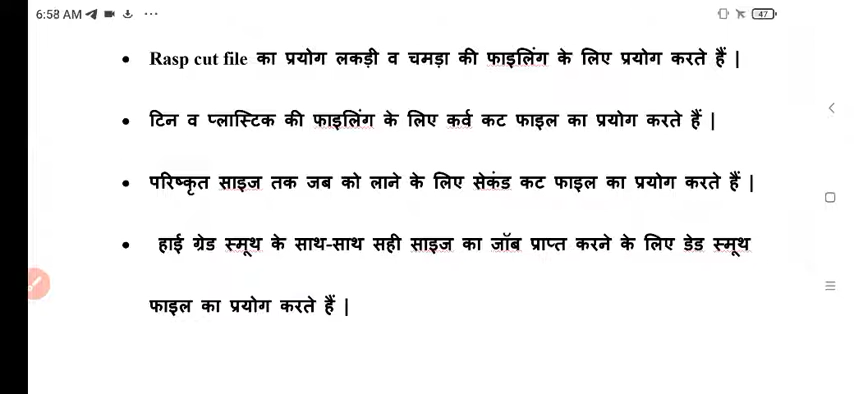 6:58 AM
47
• Rasp cut file का प्रयोग लकड़ी व चमड़ा की फाइलिंग के लिए प्रयोग करते हैं |
• टिन व प्लास्टिक की फाइलिंग के लिए कर्व कट फाइल का प्रयोग करते हैं |
• परिष्कृत साइज तक जब को लाने के लिए सेकंड कट फाइल का प्रयोग करते हैं |
• हाई ग्रेड स्मूथ के साथ-साथ सही साइज का जॉब प्राप्त करने के लिए डेड स्मूथ
फाइल का प्रयोग करते हैं |